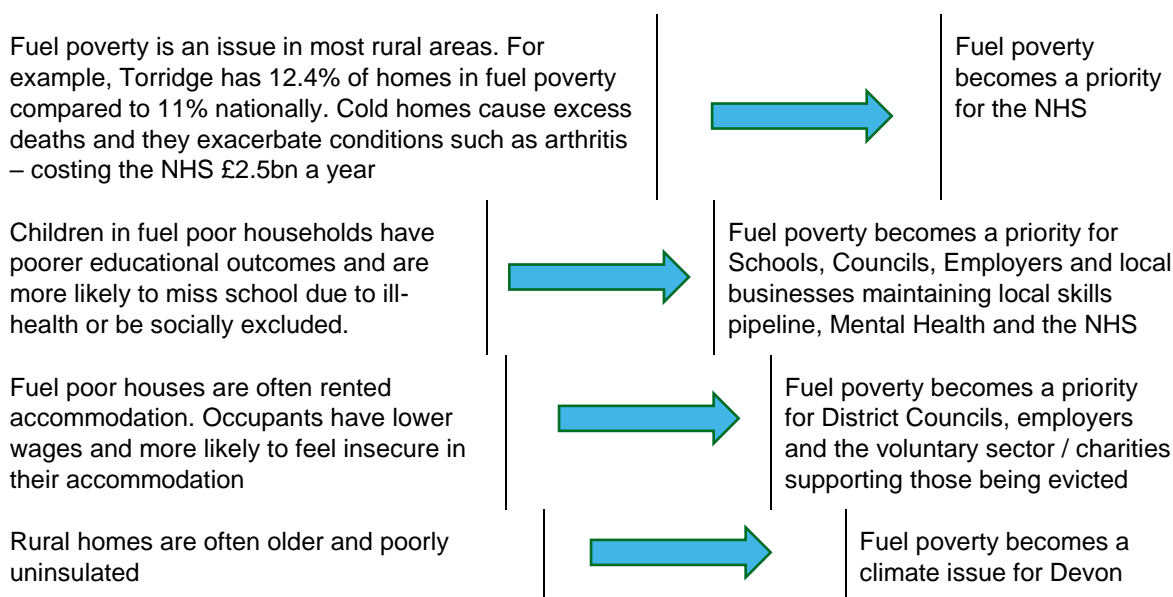 Fuel poverty is an issue in most rural areas. For
example, Torridge has 12.4% of homes in fuel poverty
compared to 11% nationally. Cold homes cause excess
deaths and they exacerbate conditions such as arthritis
– costing the NHS £2.5bn a year
Fuel poverty
becomes a priority
for the NHS
Children in fuel poor households have
poorer educational outcomes and are
more likely to miss school due to ill-
health or be socially excluded.
Fuel poverty becomes a priority for
Schools, Councils, Employers and local
businesses maintaining local skills
pipeline, Mental Health and the NHS
Fuel poor houses are often rented
accommodation. Occupants have lower
wages and more likely to feel insecure in
their accommodation
Fuel poverty becomes a priority
for District Councils, employers
and the voluntary sector / charities
supporting those being evicted
Rural homes are often older and poorly
uninsulated
Fuel poverty becomes a
climate issue for Devon